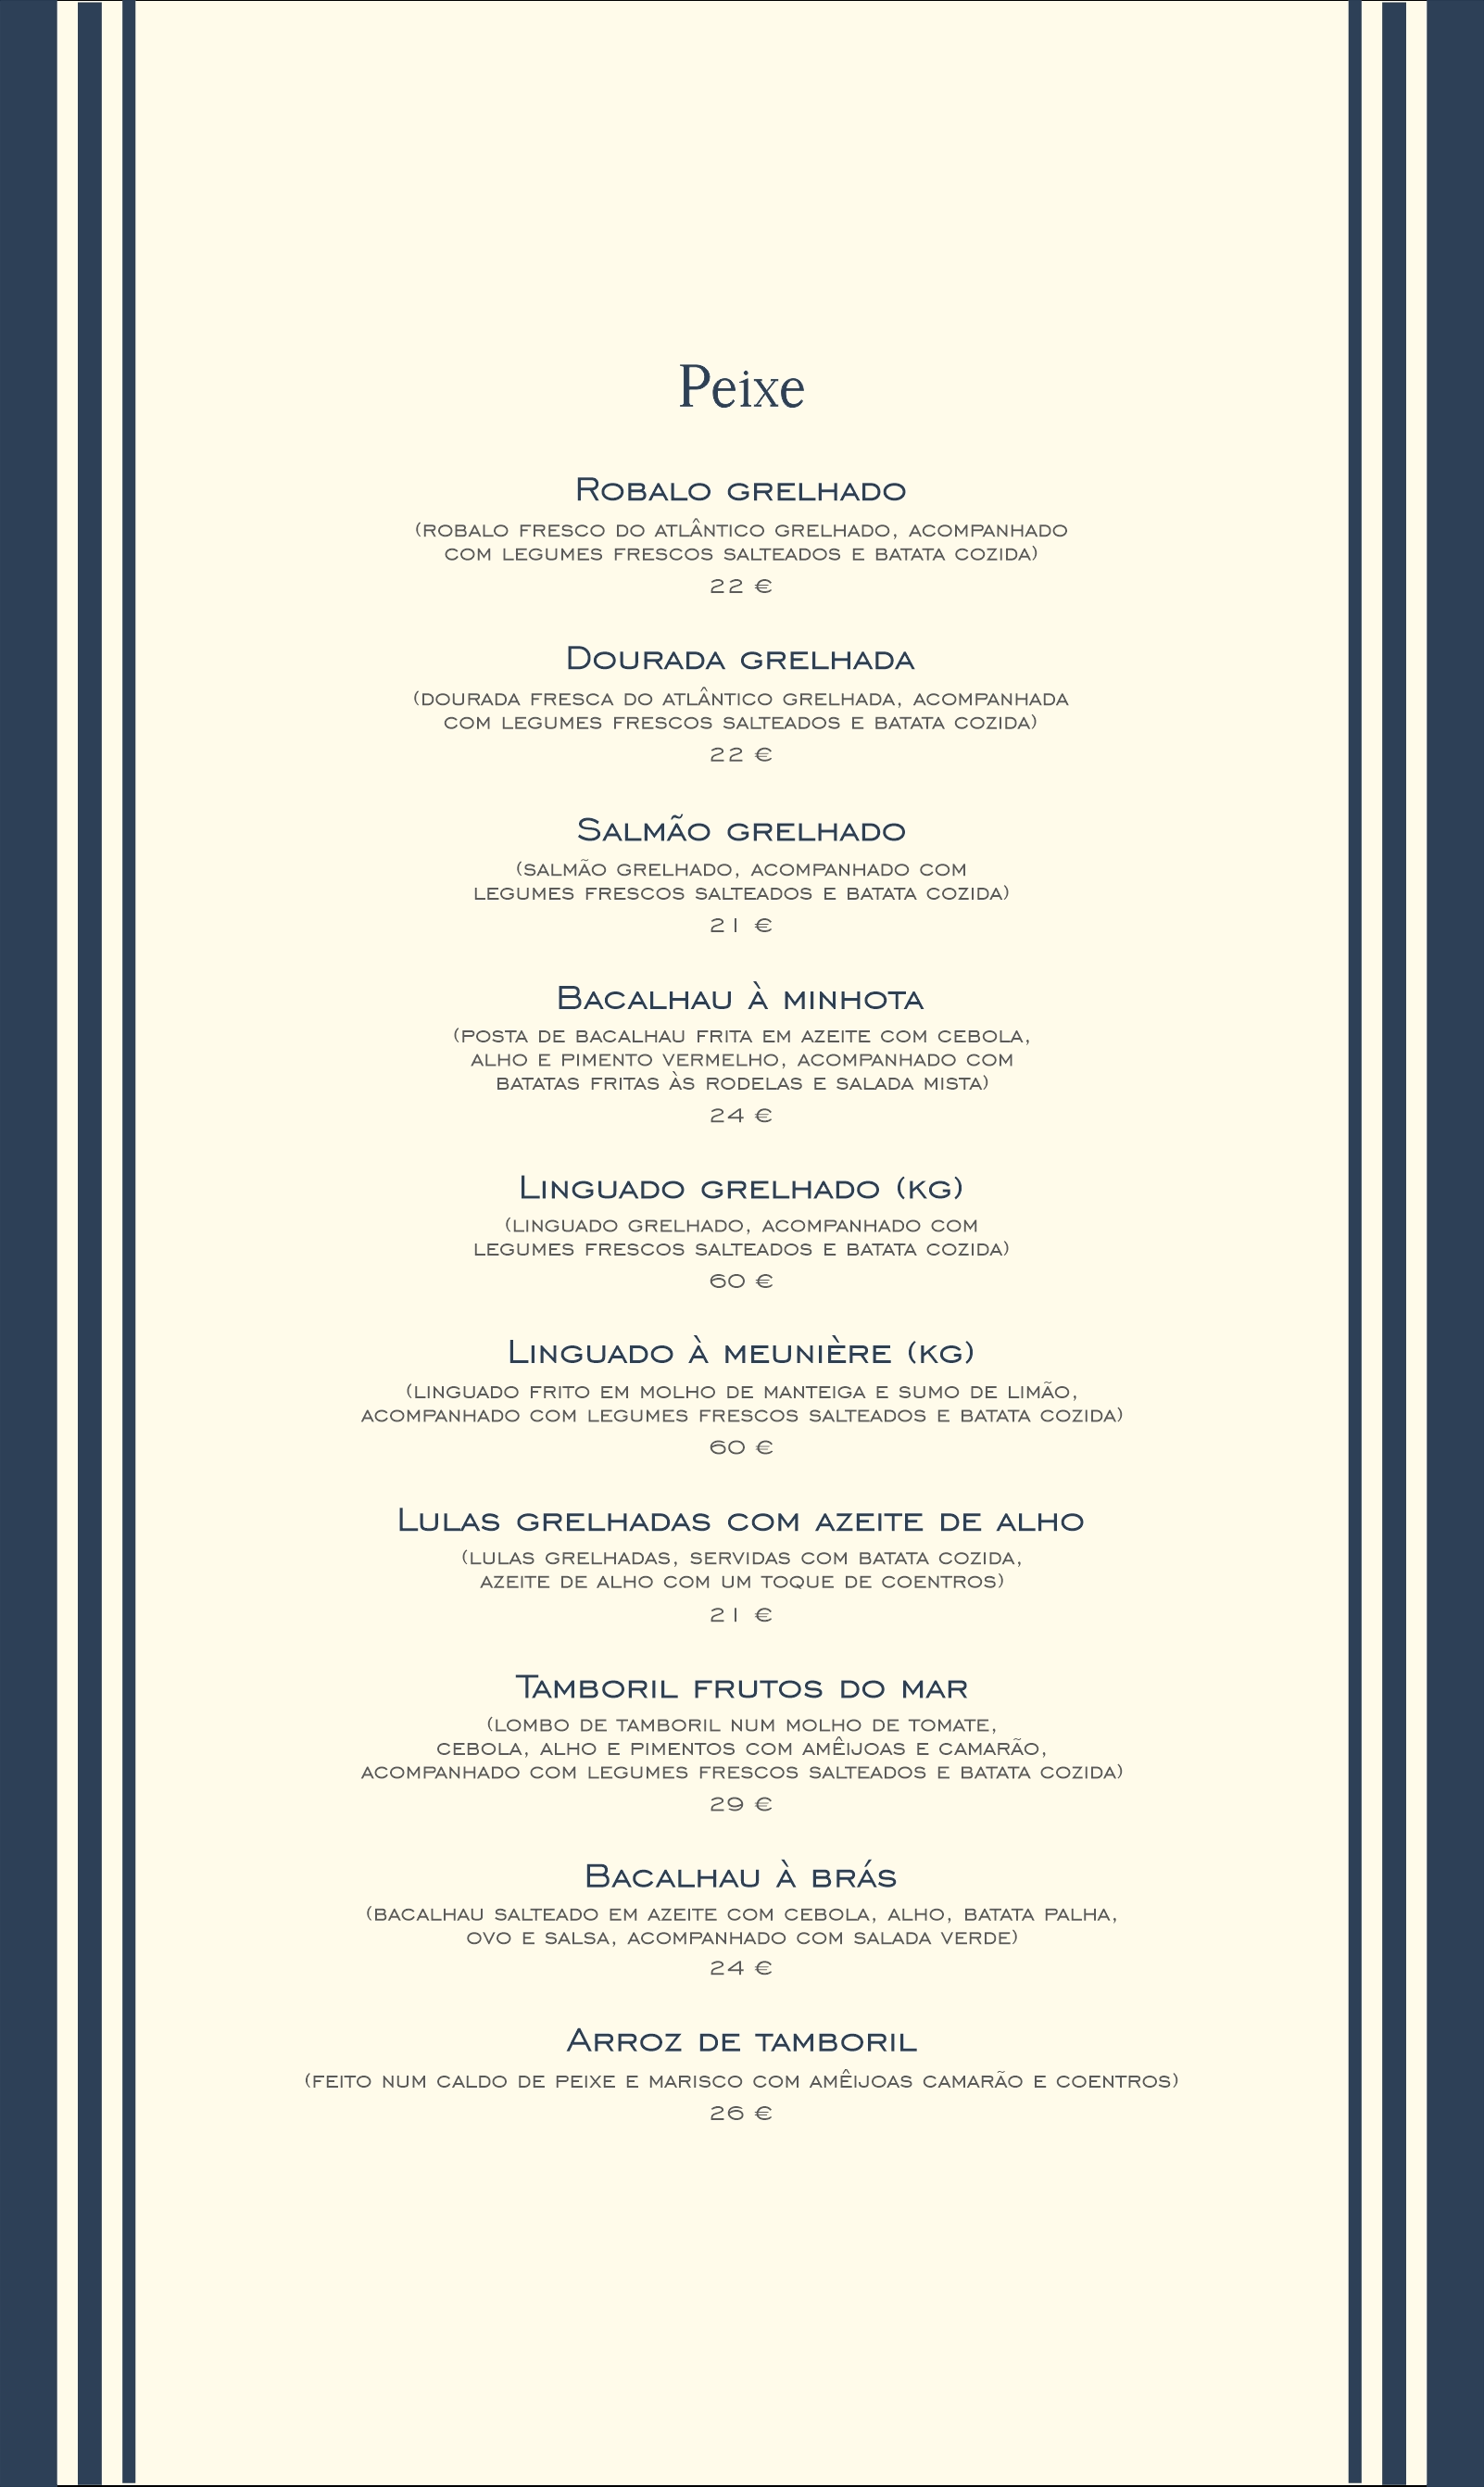 Peixe
Robalo grelhado
(robalo fresco do atlântico grelhado, acompanhado
com legumes frescos salteados e batata cozida)
22 €
Dourada grelhada
(dourada fresca do atlântico grelhada, acompanhada
com legumes frescos salteados e batata cozida)
22 €
Salmão grelhado
(salmão grelhado, acompanhado com
legumes frescos salteados e batata cozida)
21 €
Bacalhau à minhota
(posta de bacalhau frita em azeite com cebola,
alho e pimento vermelho, acompanhado com
batatas fritas às rodelas e salada mista)
24 €
Linguado grelhado (kg)
(linguado grelhado, acompanhado com
legumes frescos salteados e batata cozida)
60 €
Linguado à meunière (kg)
(linguado frito em molho de manteiga e sumo de limão,
acompanhado com legumes frescos salteados e batata cozida)
60 €
Lulas grelhadas com azeite de alho
(lulas grelhadas, servidas com batata cozida,
azeite de alho com um toque de coentros)
21 €
Tamboril frutos do mar
(lombo de tamboril num molho de tomate,
cebola, alho e pimentos com amêijoas e camarão,
acompanhado com legumes frescos salteados e batata cozida)
29 €
Bacalhau à brás
(bacalhau salteado em azeite com cebola, alho, batata palha,
ovo e salsa, acompanhado com salada verde)
24 €
Arroz de tamboril
(feito num caldo de peixe e marisco com amêijoas camarão e coentros)
26 €